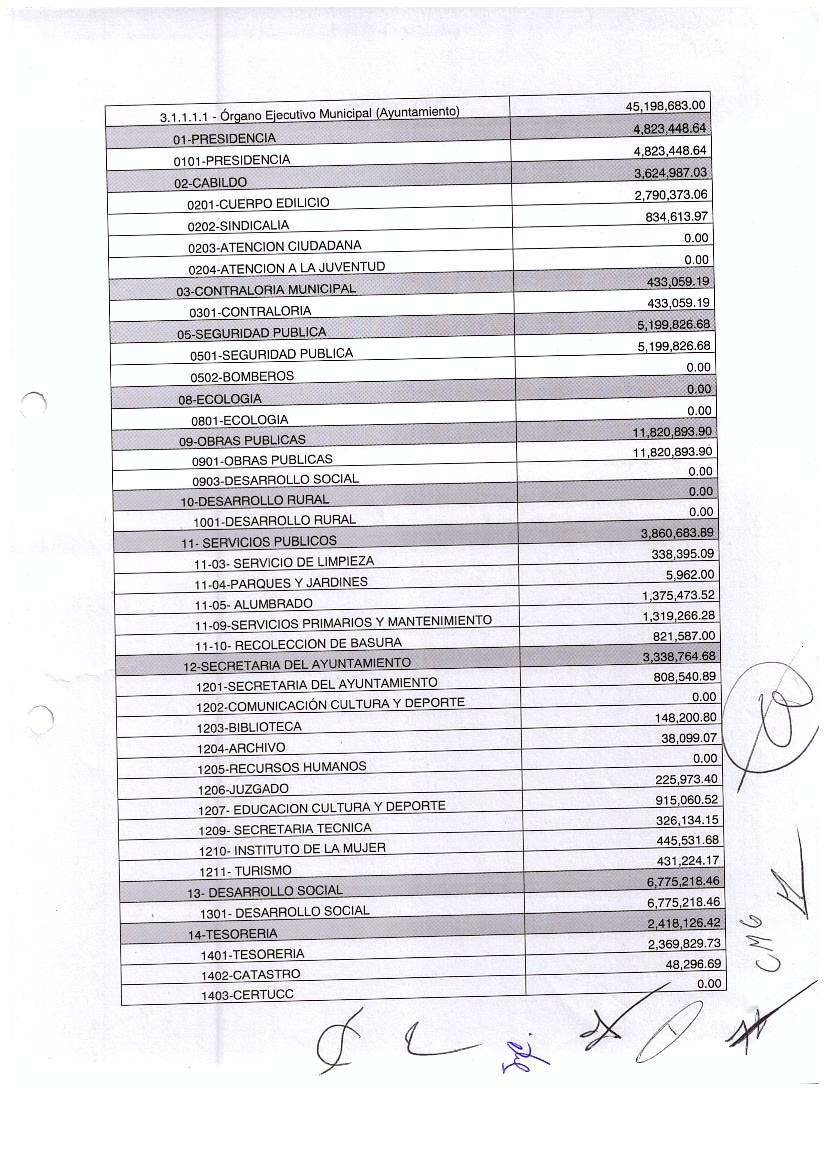 3.1.1.1.1 - Órgano Ejecutivo Municipal (Ayuntamiento) 45,198,683.00
01-PRESIDENCIA 4,823,448.64
0101-PRESIDENCIA 4,823,448.64
02-CABILDO 3,624,987.03
0201-CUERPO EDILICIO 2,790,373.06
0202-SINDICALIA 834,613.97
0203-ATENCION CIUDADANA 0.00
0204-ATENCION A LA JUVENTUD 0.00
03-CONTRALORIA MUNICIPAL 433,059.19
0301-CONTRALORIA 433,059.19
05-SEGURIDAD PUBLICA 5,199,826.68
0501-SEGURIDAD PUBLICA 5,199,826.68
0502-BOMBEROS 0.00
08-ECOLOGIA 0.00
0801-ECOLOGIA 0.00
09-OBRAS PUBLICAS 11,820,893.90
0901-OBRAS PUBLICAS 11,820,893.90
0903-DESARROLLO SOCIAL 0.00
10-DESARROLLO RURAL 0.00
1001-DESARROLLO RURAL 0.00
11- SERVICIOS PUBLICOS 3,860,683.89
11-03- SERVICIO DE LIMPIEZA 338,395.09
11-04-PARQUES Y JARDINES 5,962.00
11-05- ALUMBRADO 1,375,473.52
11-09-SERVICIOS PRIMARIOS Y MANTENIMIENTO 1,319,266.28
11-10- RECOLECCION DE BASURA 821,587.00
12-SECRETARIA DEL AYUNTAMIENTO 3,338,764.68
1201-SECRETARIA DEL AYUNTAMIENTO 808,540.89
1202-COMUNICACIÓN CULTURA Y DEPORTE 0.00
1203-BIBLIOTECA 148,200.80
1204-ARCHIVO 38,099.07
1205-RECURSOS HUMANOS 0.00
1206-JUZGADO 225,973.40
1207- EDUCACION CULTURA Y DEPORTE 915,060.52
1209- SECRETARIA TECNICA 326,134.15
1210- INSTITUTO DE LA MUJER 445,531.68
1211- TURISMO 431,224.17
13- DESARROLLO SOCIAL 6,775,218.46
1301- DESARROLLO SOCIAL 6,775,218.46
14-TESORERIA 2,418,126.42
1401-TESORERIA 2,369,829.73
1402-CATASTRO 48,296.69
1403-CERTUCC 0.00
CMG